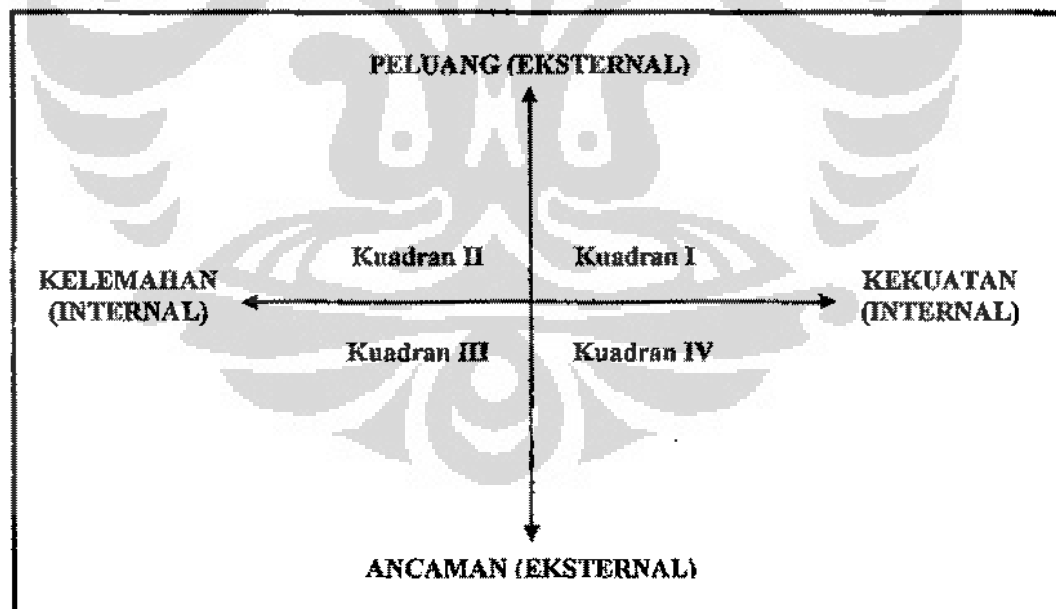 PELUANG (EKSTERNAL)
Kuadran II
Kuadran I
KELEMAHAN
(INTERNAL)
KEKUATAN
(INTERNAL)
Kuadran III
Kuadran IV
ANCAMAN (EKSTERNAL)